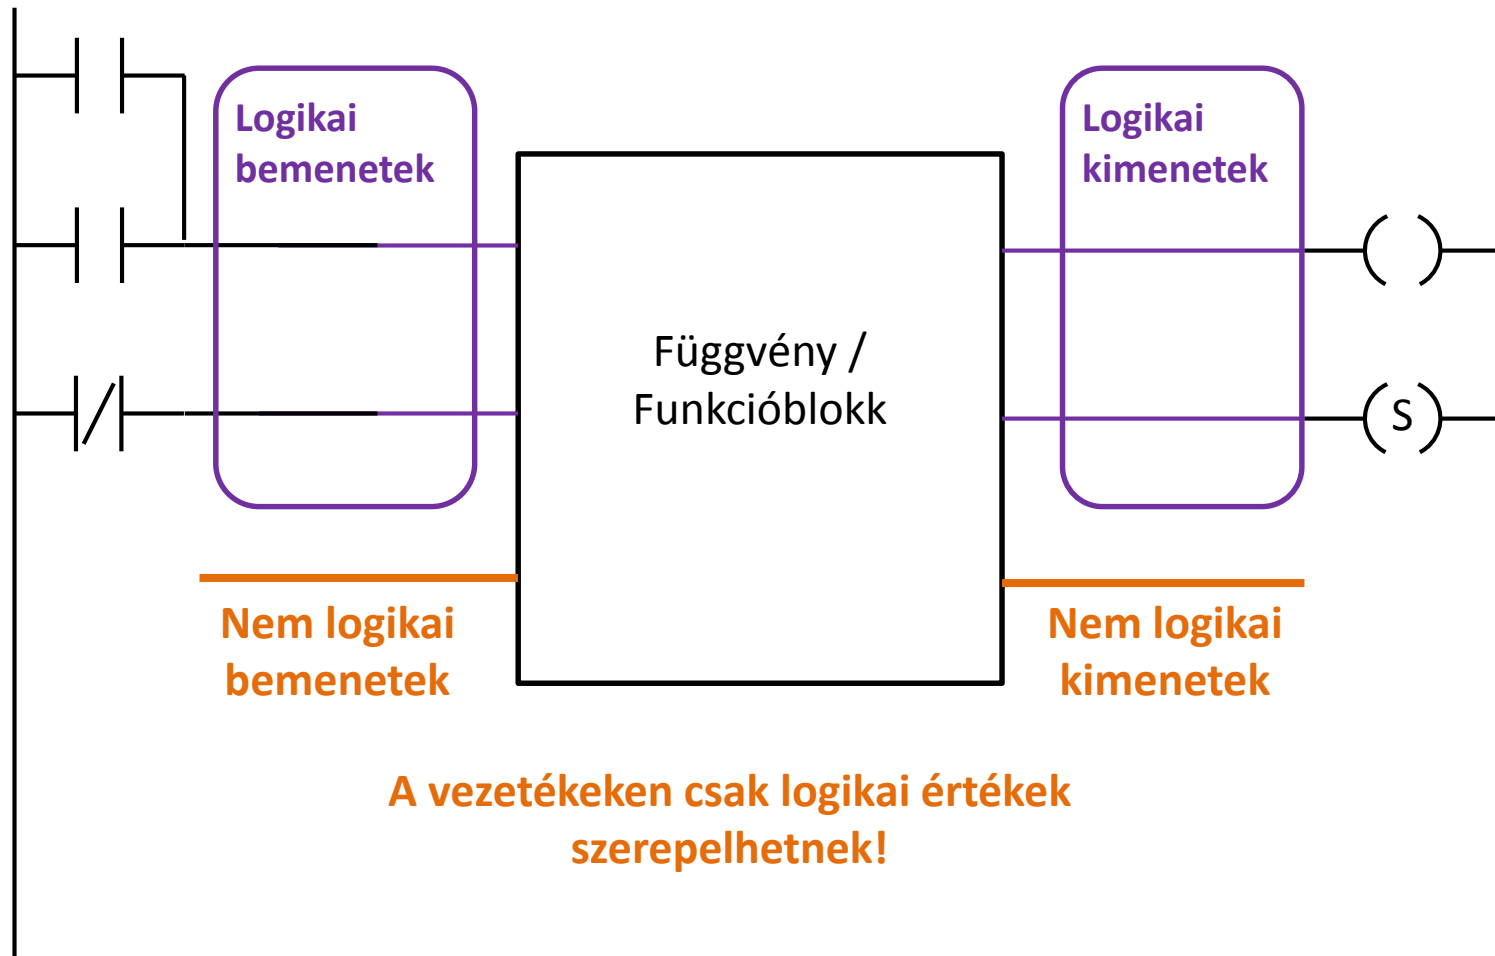 Logikai
bemenetek
Logikai
kimenetek
Függvény /
Funkcióblokk
S
Nem logikai
bemenetek
Nem logikai
kimenetek
A vezetékeken csak logikai értékek
szerepelhetnek!